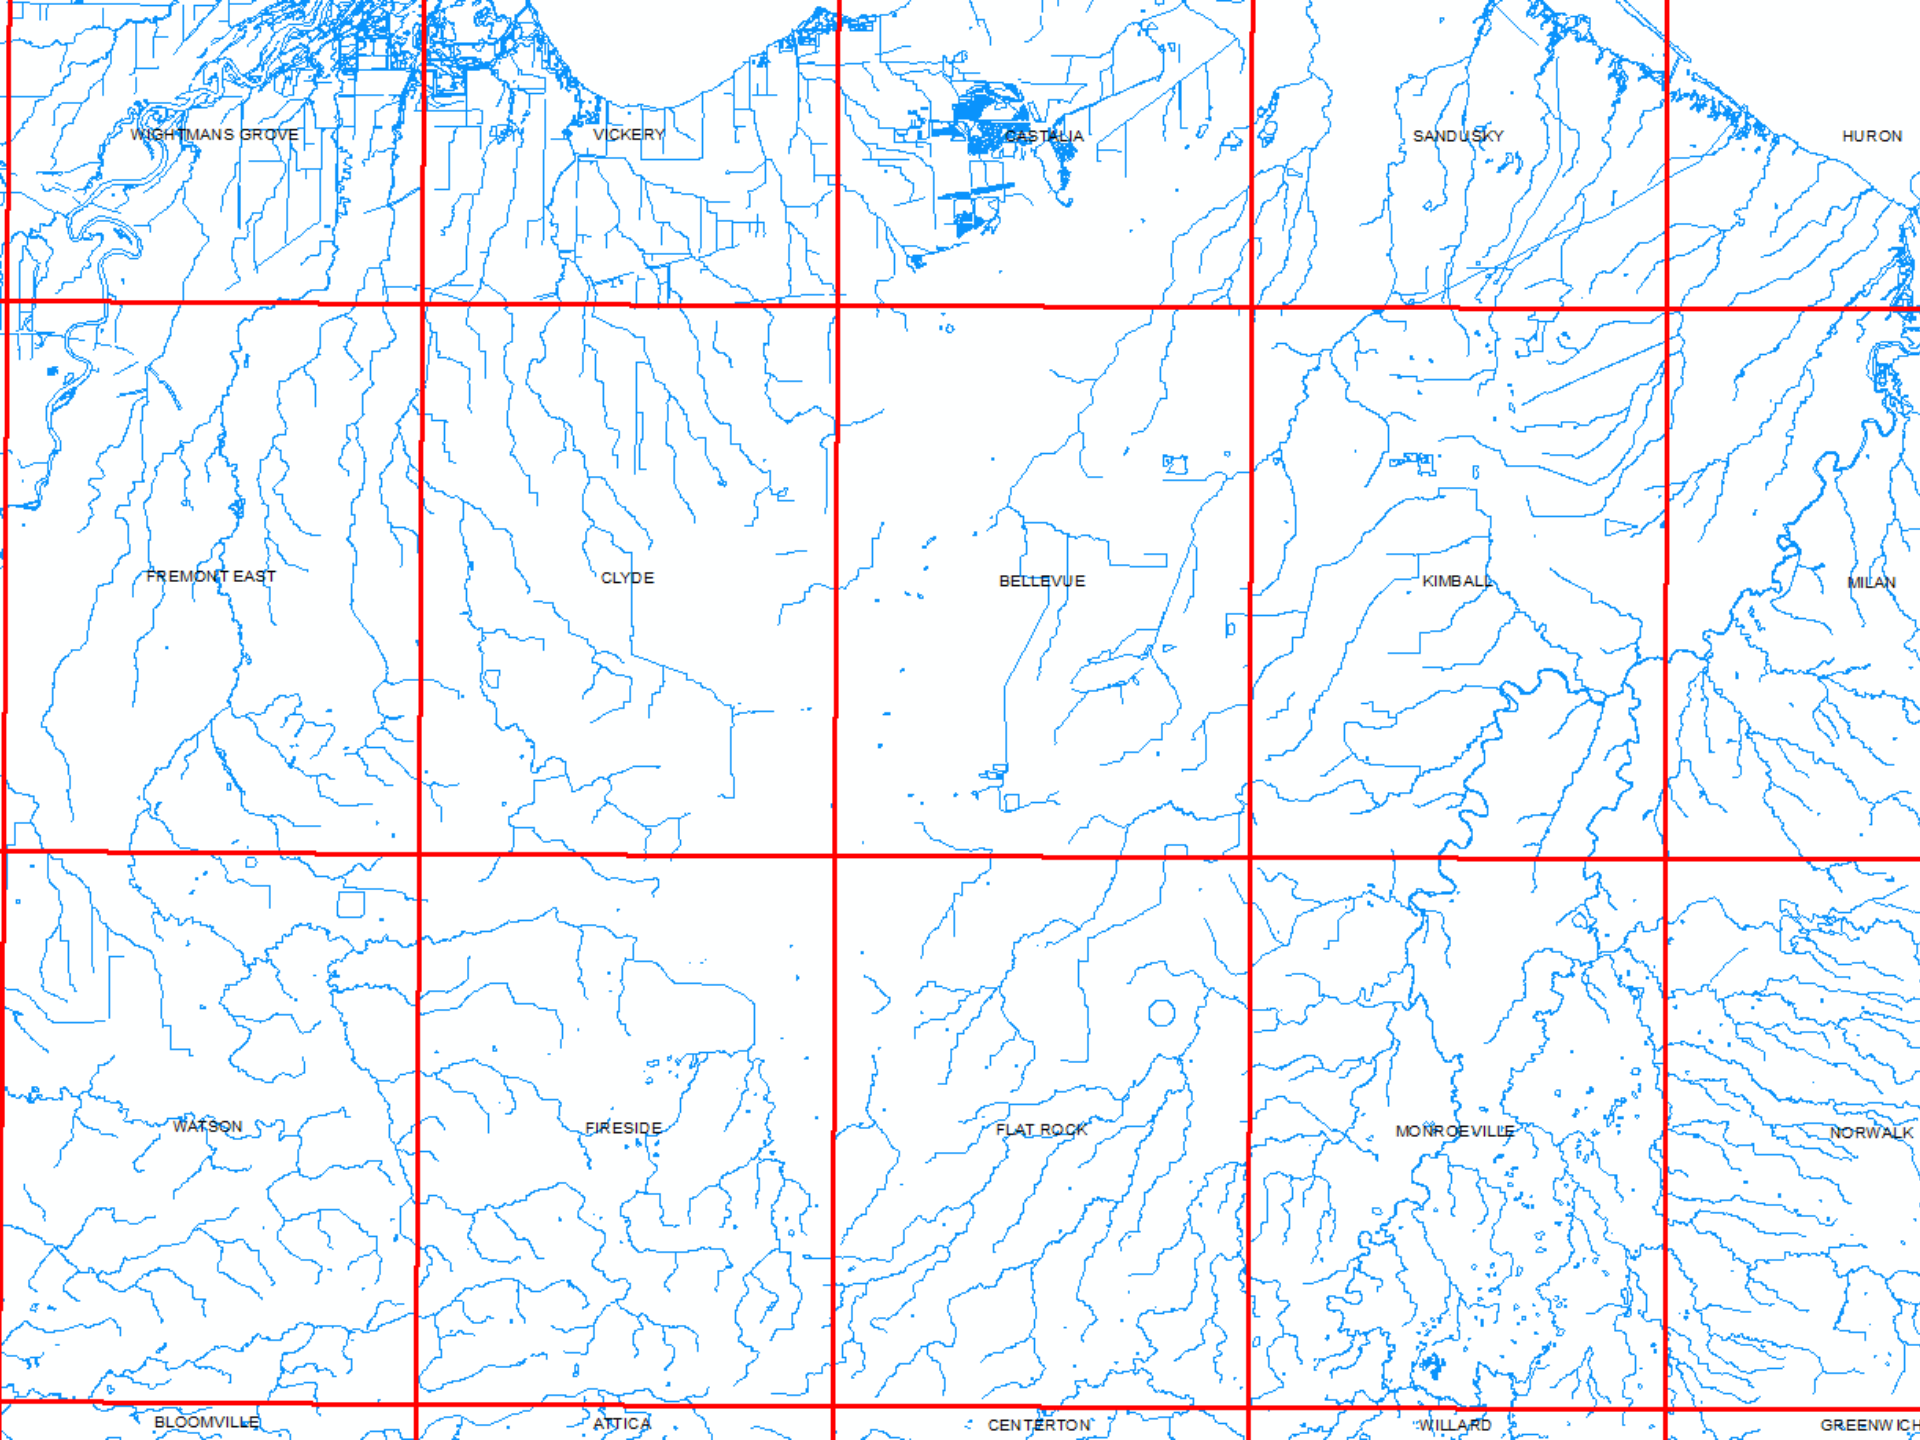 WIGHTMANS GROVE
VICKERY
CASTALIA
SANDUSKY
HURON
FREMONT EAST
CLYDE
BELLEVUE
KIMBALL
MILAN
WATSON
FIRESIDE
FLAT ROCK
MONROEVILLE
NORWALK
BLOOMVILLE
ATTICA
CENTERTON
WILLARD
GREENWICH